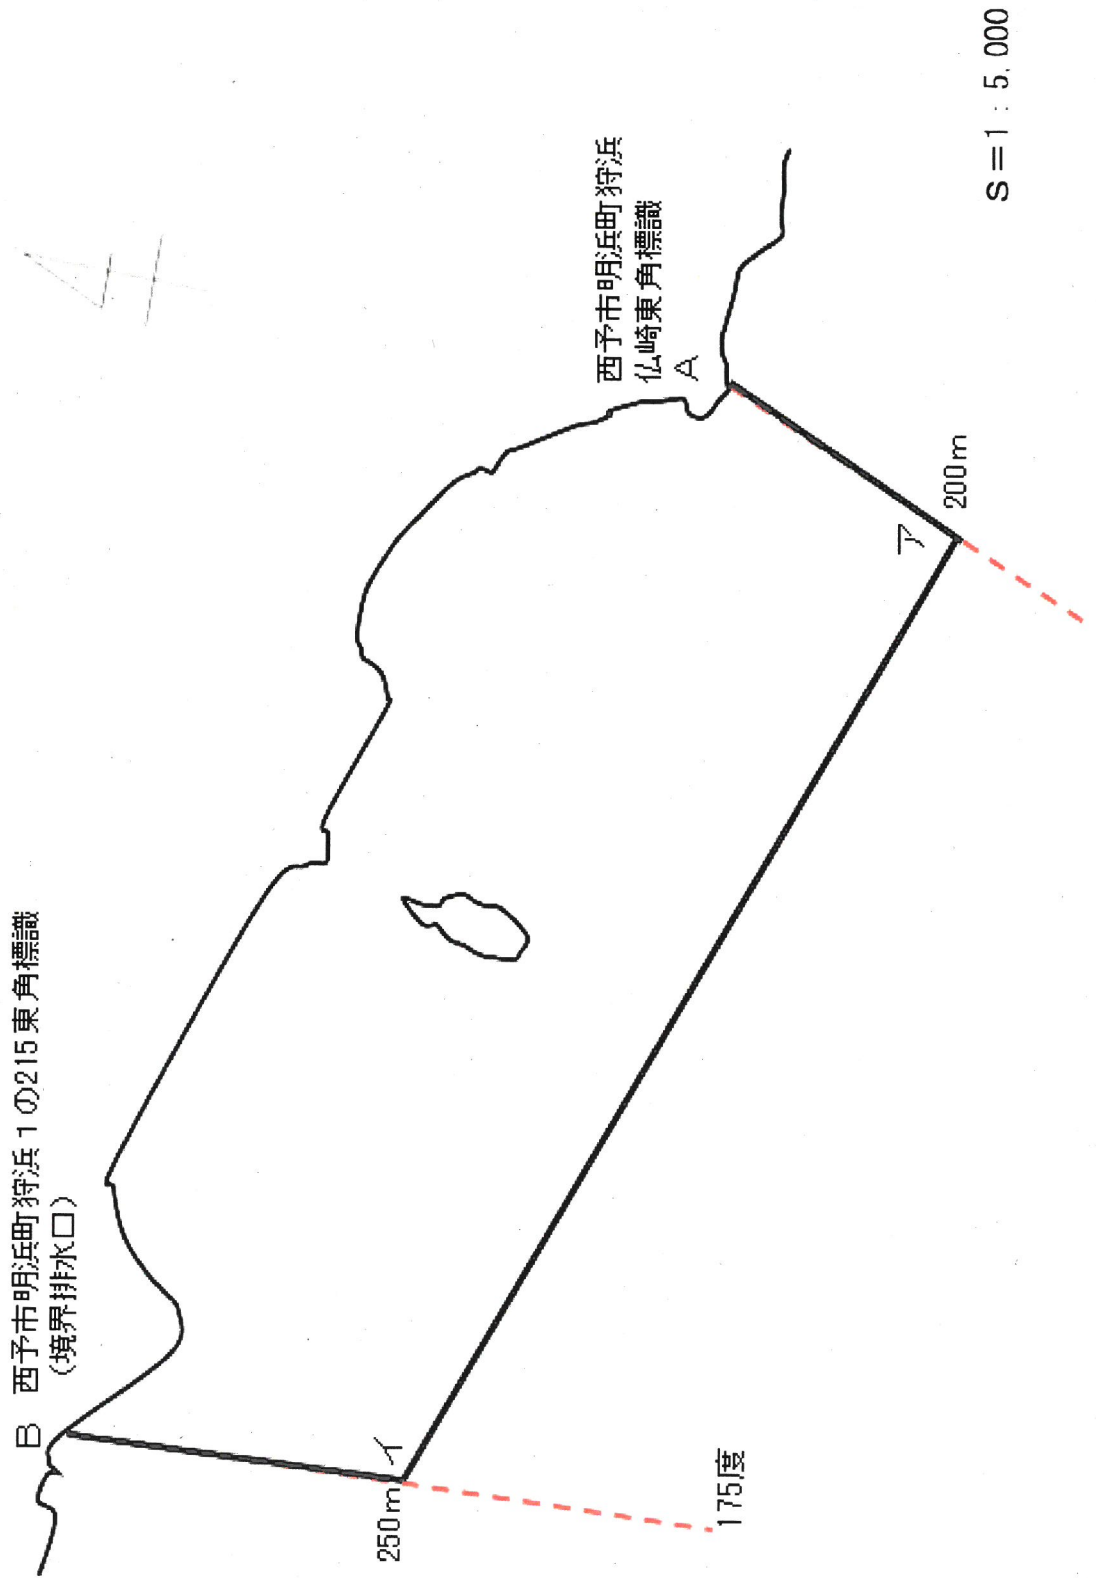 B 西予市明浜町狩浜1の215東角標識
(境界排水口)
西予市明浜町狩浜
仏崎東角標識
A
ア
200m
イ
250m
175度
S=1:5,000